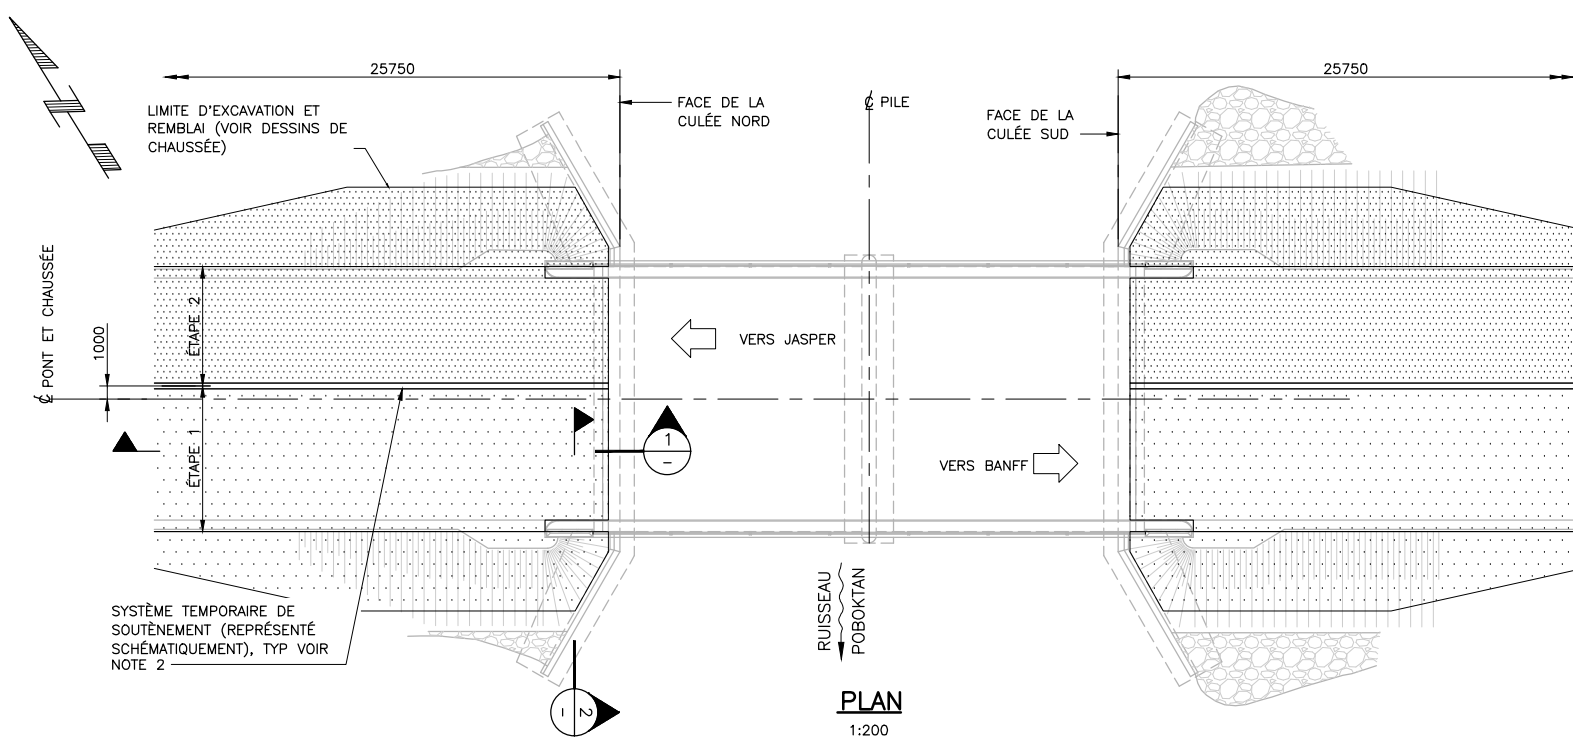 25750
25750
LIMITE D'EXCAVATION ET
REMBLAI (VOIR DESSINS DE
CHAUSSÉE)
FACE DE LA
CULÉE NORD
℄ PILE
FACE DE LA
CULÉE SUD
℄ PONT ET CHAUSSÉE
1000
ÉTAPE 2
ÉTAPE 1
VERS JASPER
1
–
VERS BANFF
SYSTÈME TEMPORAIRE DE
SOUTÈNEMENT (REPRÉSENTÉ
SCHÉMATIQUEMENT), TYP VOIR
NOTE 2
RUISSEAU
POBOKTAN
2
–
PLAN
1:200